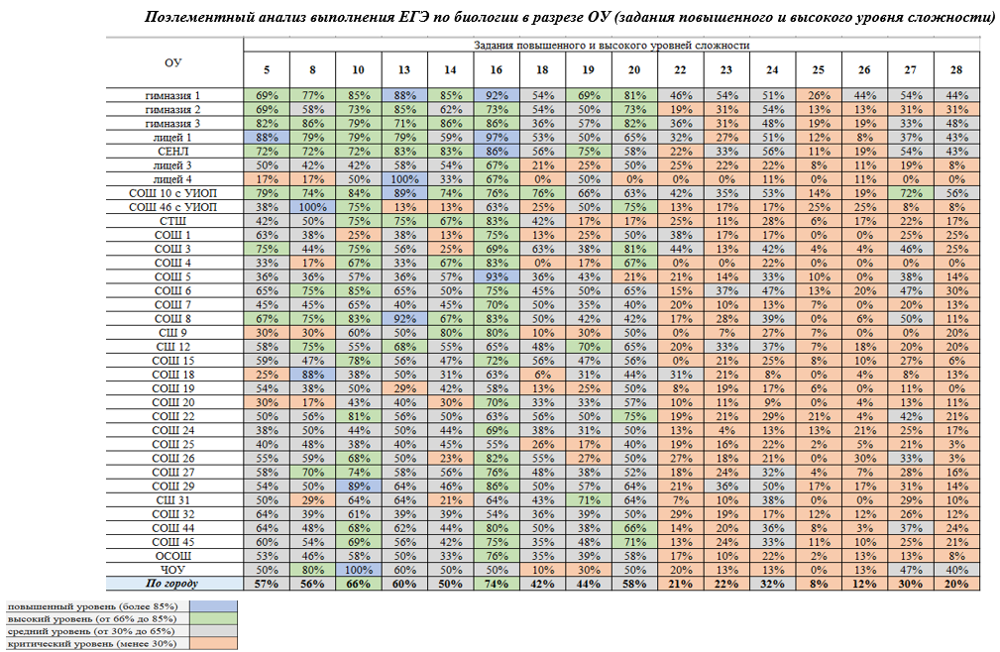 Поэлементный анализ выполнения ЕГЭ по биологии в разрезе ОУ (задания повышенного и высокого уровня сложности)
ОУ Задания повышенного и высокого уровней сложности
5 8 10 13 14 16 18 19 20 22 23 24 25 26 27 28
гимназия 1 69% 77% 85% 88% 85% 92% 54% 69% 81% 46% 54% 51% 26% 44% 54% 44%
гимназия 2 69% 58% 73% 85% 62% 73% 54% 50% 73% 19% 31% 54% 13% 13% 31% 31%
гимназия 3 82% 86% 79% 71% 86% 86% 36% 57% 82% 36% 31% 48% 19% 19% 33% 48%
лицей 1 88% 79% 79% 79% 59% 97% 53% 50% 65% 32% 27% 51% 12% 8% 37% 43%
СЕНЛ 72% 72% 72% 83% 83% 86% 56% 75% 58% 22% 33% 56% 11% 19% 54% 43%
лицей 3 50% 42% 42% 58% 54% 67% 21% 25% 50% 25% 22% 22% 8% 11% 19% 8%
лицей 4 17% 17% 50% 100% 33% 67% 0% 50% 0% 0% 0% 11% 0% 11% 0% 0%
СОШ 10 с УИОП 79% 74% 84% 89% 74% 76% 76% 66% 63% 42% 35% 53% 14% 19% 72% 56%
СОШ 46 с УИОП 38% 100% 75% 13% 13% 63% 25% 50% 75% 13% 17% 17% 25% 25% 8% 8%
СТШ 42% 50% 75% 75% 67% 83% 42% 17% 17% 25% 11% 28% 6% 17% 22% 17%
СОШ 1 63% 38% 25% 38% 13% 75% 13% 25% 50% 38% 17% 17% 0% 0% 25% 25%
СОШ 3 75% 44% 75% 56% 25% 69% 63% 38% 81% 44% 13% 42% 4% 4% 46% 25%
СОШ 4 33% 17% 67% 33% 67% 83% 0% 17% 67% 0% 0% 22% 0% 0% 0% 0%
СОШ 5 36% 36% 57% 36% 57% 93% 36% 43% 21% 21% 14% 33% 10% 0% 38% 14%
СОШ 6 65% 75% 85% 65% 50% 75% 45% 50% 65% 15% 37% 47% 13% 20% 47% 30%
СОШ 7 45% 45% 65% 40% 45% 70% 50% 35% 40% 20% 10% 13% 7% 0% 20% 13%
СОШ 8 67% 75% 83% 92% 67% 83% 50% 42% 42% 17% 28% 39% 0% 6% 50% 11%
СШ 9 30% 30% 60% 50% 80% 80% 10% 30% 50% 0% 7% 27% 7% 0% 0% 20%
СШ 12 58% 75% 55% 68% 55% 65% 48% 70% 65% 20% 33% 37% 7% 18% 20% 20%
СОШ 15 59% 47% 78% 56% 47% 72% 56% 47% 56% 0% 21% 25% 8% 10% 27% 6%
СОШ 18 25% 88% 38% 50% 31% 63% 6% 31% 44% 31% 21% 8% 0% 4% 8% 13%
СОШ 19 54% 38% 50% 29% 42% 58% 13% 25% 50% 8% 19% 17% 6% 0% 11% 0%
СОШ 20 30% 17% 43% 40% 30% 70% 33% 33% 57% 10% 11% 9% 0% 4% 13% 11%
СОШ 22 50% 56% 81% 56% 50% 63% 56% 50% 75% 19% 21% 29% 21% 4% 42% 21%
СОШ 24 38% 50% 44% 50% 44% 69% 38% 31% 50% 13% 4% 13% 13% 21% 25% 17%
СОШ 25 40% 48% 38% 40% 45% 55% 26% 17% 40% 19% 16% 22% 2% 5% 21% 3%
СОШ 26 55% 59% 68% 50% 23% 82% 55% 27% 50% 27% 18% 21% 0% 30% 33% 3%
СОШ 27 58% 70% 74% 58% 56% 76% 48% 38% 52% 18% 24% 32% 4% 7% 28% 16%
СОШ 29 54% 50% 89% 64% 46% 86% 50% 57% 64% 21% 36% 50% 17% 17% 31% 14%
СШ 31 50% 29% 64% 64% 21% 64% 43% 71% 64% 7% 10% 38% 0% 0% 29% 10%
СОШ 32 64% 39% 61% 39% 39% 54% 36% 39% 50% 29% 19% 17% 12% 12% 26% 12%
СОШ 44 64% 48% 68% 62% 44% 80% 50% 38% 66% 14% 20% 36% 8% 3% 37% 24%
СОШ 45 60% 54% 69% 56% 42% 75% 35% 48% 71% 13% 24% 33% 11% 10% 25% 21%
ОСОШ 53% 46% 58% 50% 33% 76% 35% 39% 58% 17% 10% 22% 2% 13% 13% 8%
ЧОУ 50% 80% 100% 60% 50% 50% 10% 30% 50% 20% 13% 13% 0% 13% 47% 40%
По городу 57% 56% 66% 60% 50% 74% 42% 44% 58% 21% 22% 32% 8% 12% 30% 20%
повышенный уровень (более 85%)
высокий уровень (от 66% до 85%)
средний уровень (от 30% до 65%)
критический уровень (менее 30%)